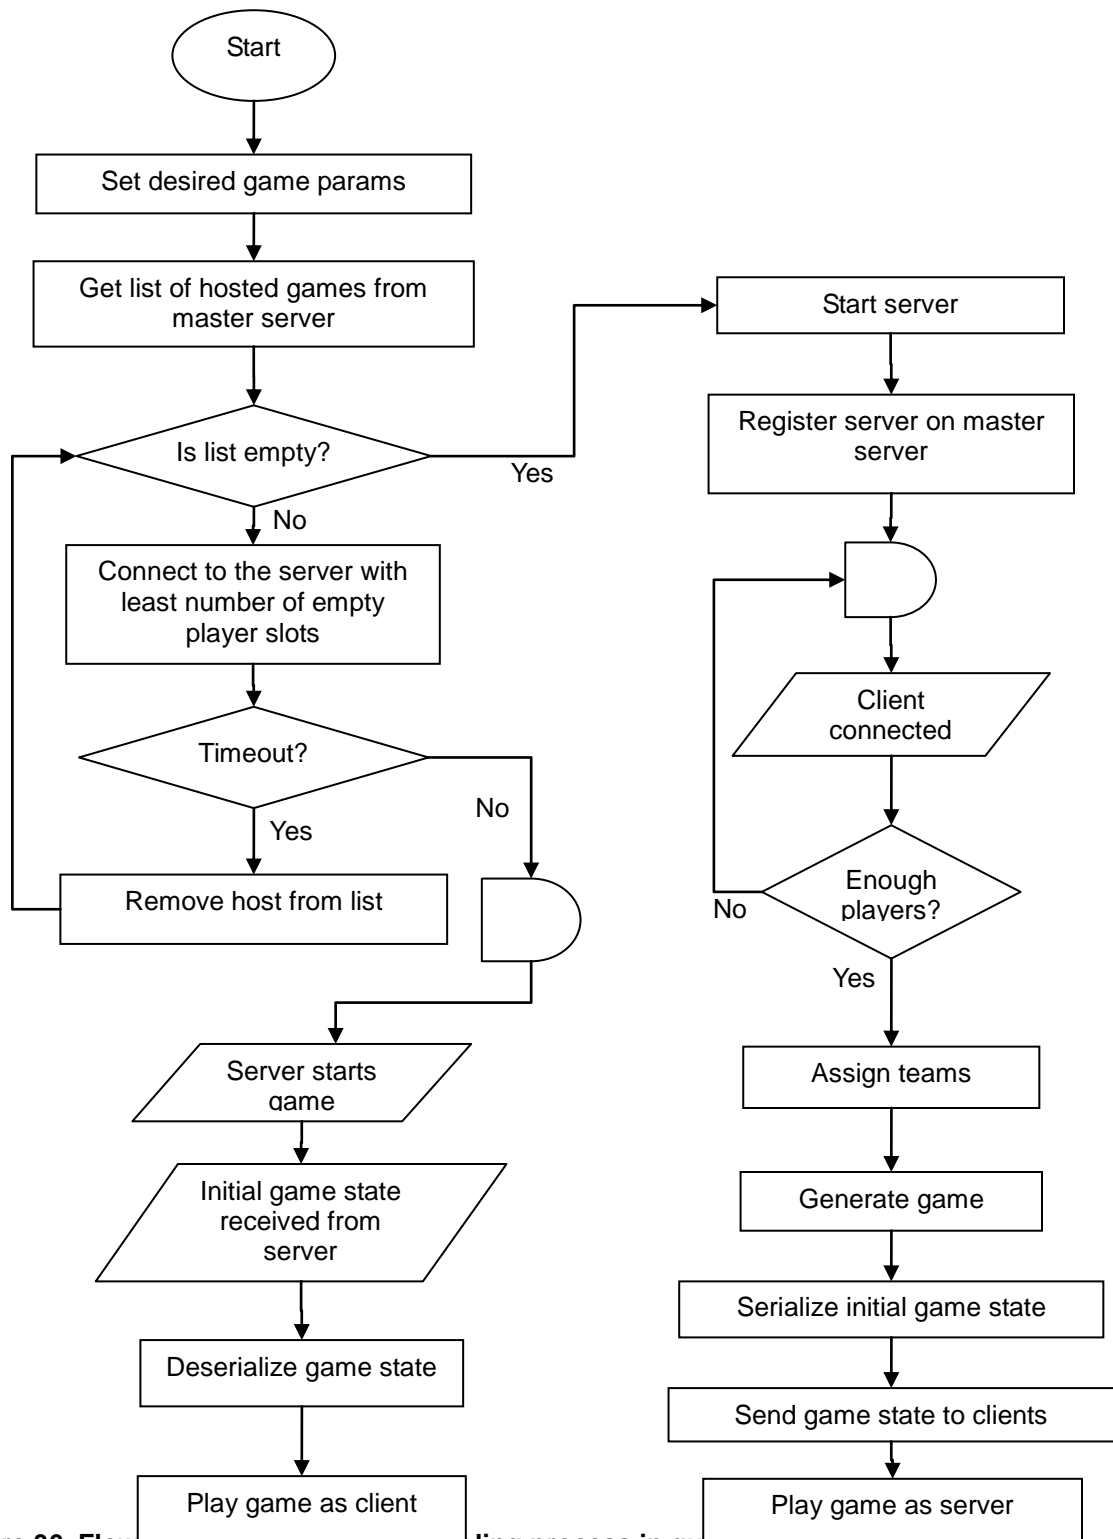 Start
Set desired game params
Get list of hosted games from
master server
Is list empty?
Yes
No
Connect to the server with
least number of empty
player slots
Timeout?
No
Yes
Remove host from list
Server starts
game
Initial game state
received from
server
Deserialize game state
Play game as client
Start server
Register server on master
server
Client
connected
Enough
players?
No
Yes
Assign teams
Generate game
Serialize initial game state
Send game state to clients
Play game as server
process in